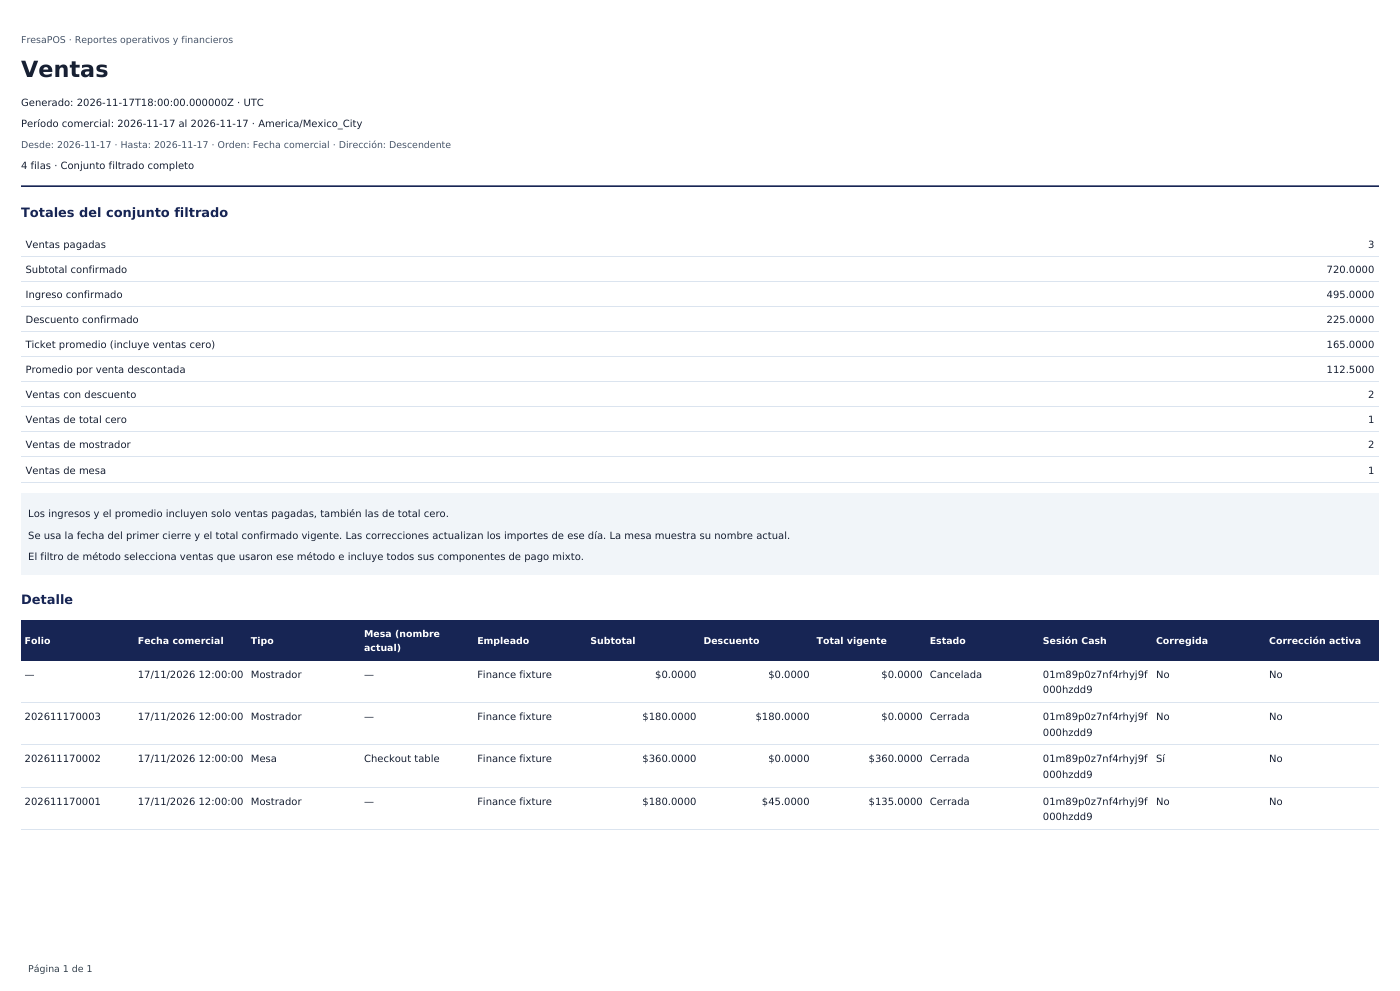 FresaPOS · Reportes operativos y financieros
Ventas
Generado: 2026-11-17T18:00:00.000000Z · UTC
Período comercial: 2026-11-17 al 2026-11-17 · America/Mexico_City
Desde: 2026-11-17 · Hasta: 2026-11-17 · Orden: Fecha comercial · Dirección: Descendente
4 filas · Conjunto filtrado completo
Totales del conjunto filtrado
Ventas pagadas 3
Subtotal confirmado 720.0000
Ingreso confirmado 495.0000
Descuento confirmado 225.0000
Ticket promedio (incluye ventas cero) 165.0000
Promedio por venta descontada 112.5000
Ventas con descuento 2
Ventas de total cero 1
Ventas de mostrador 2
Ventas de mesa 1
Los ingresos y el promedio incluyen solo ventas pagadas, también las de total cero.
Se usa la fecha del primer cierre y el total confirmado vigente. Las correcciones actualizan los importes de ese día. La mesa muestra su nombre actual.
El filtro de método selecciona ventas que usaron ese método e incluye todos sus componentes de pago mixto.
Detalle
Folio Fecha comercial Tipo Mesa (nombre actual) Empleado Subtotal Descuento Total vigente Estado Sesión Cash Corregida Corrección activa
— 17/11/2026 12:00:00 Mostrador — Finance fixture $0.0000 $0.0000 $0.0000 Cancelada 01m89p0z7nf4rhyj9f No No
000hzdd9
202611170003 17/11/2026 12:00:00 Mostrador — Finance fixture $180.0000 $180.0000 $0.0000 Cerrada 01m89p0z7nf4rhyj9f No No
000hzdd9
202611170002 17/11/2026 12:00:00 Mesa Checkout table Finance fixture $360.0000 $0.0000 $360.0000 Cerrada 01m89p0z7nf4rhyj9f Sí No
000hzdd9
202611170001 17/11/2026 12:00:00 Mostrador — Finance fixture $180.0000 $45.0000 $135.0000 Cerrada 01m89p0z7nf4rhyj9f No No
000hzdd9
Página 1 de 1